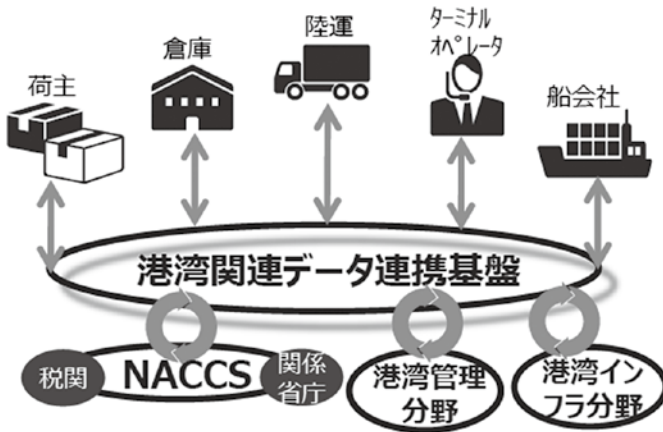 荷主
倉庫
陸運
ターミナル
オペレータ
船会社
港湾関連データ連携基盤
税関
NACCS
関係
省庁
港湾管理
分野
港湾イン
フラ分野